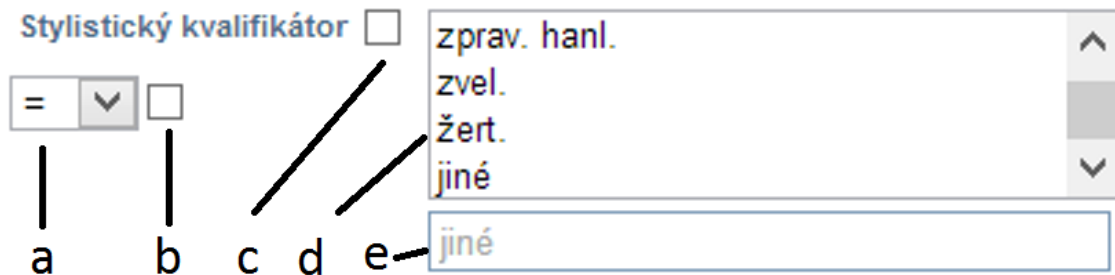 Stylistický kvalifikátor
=
zprav. hanl.
zvel.
žert.
jiné
jiné
a b c d e